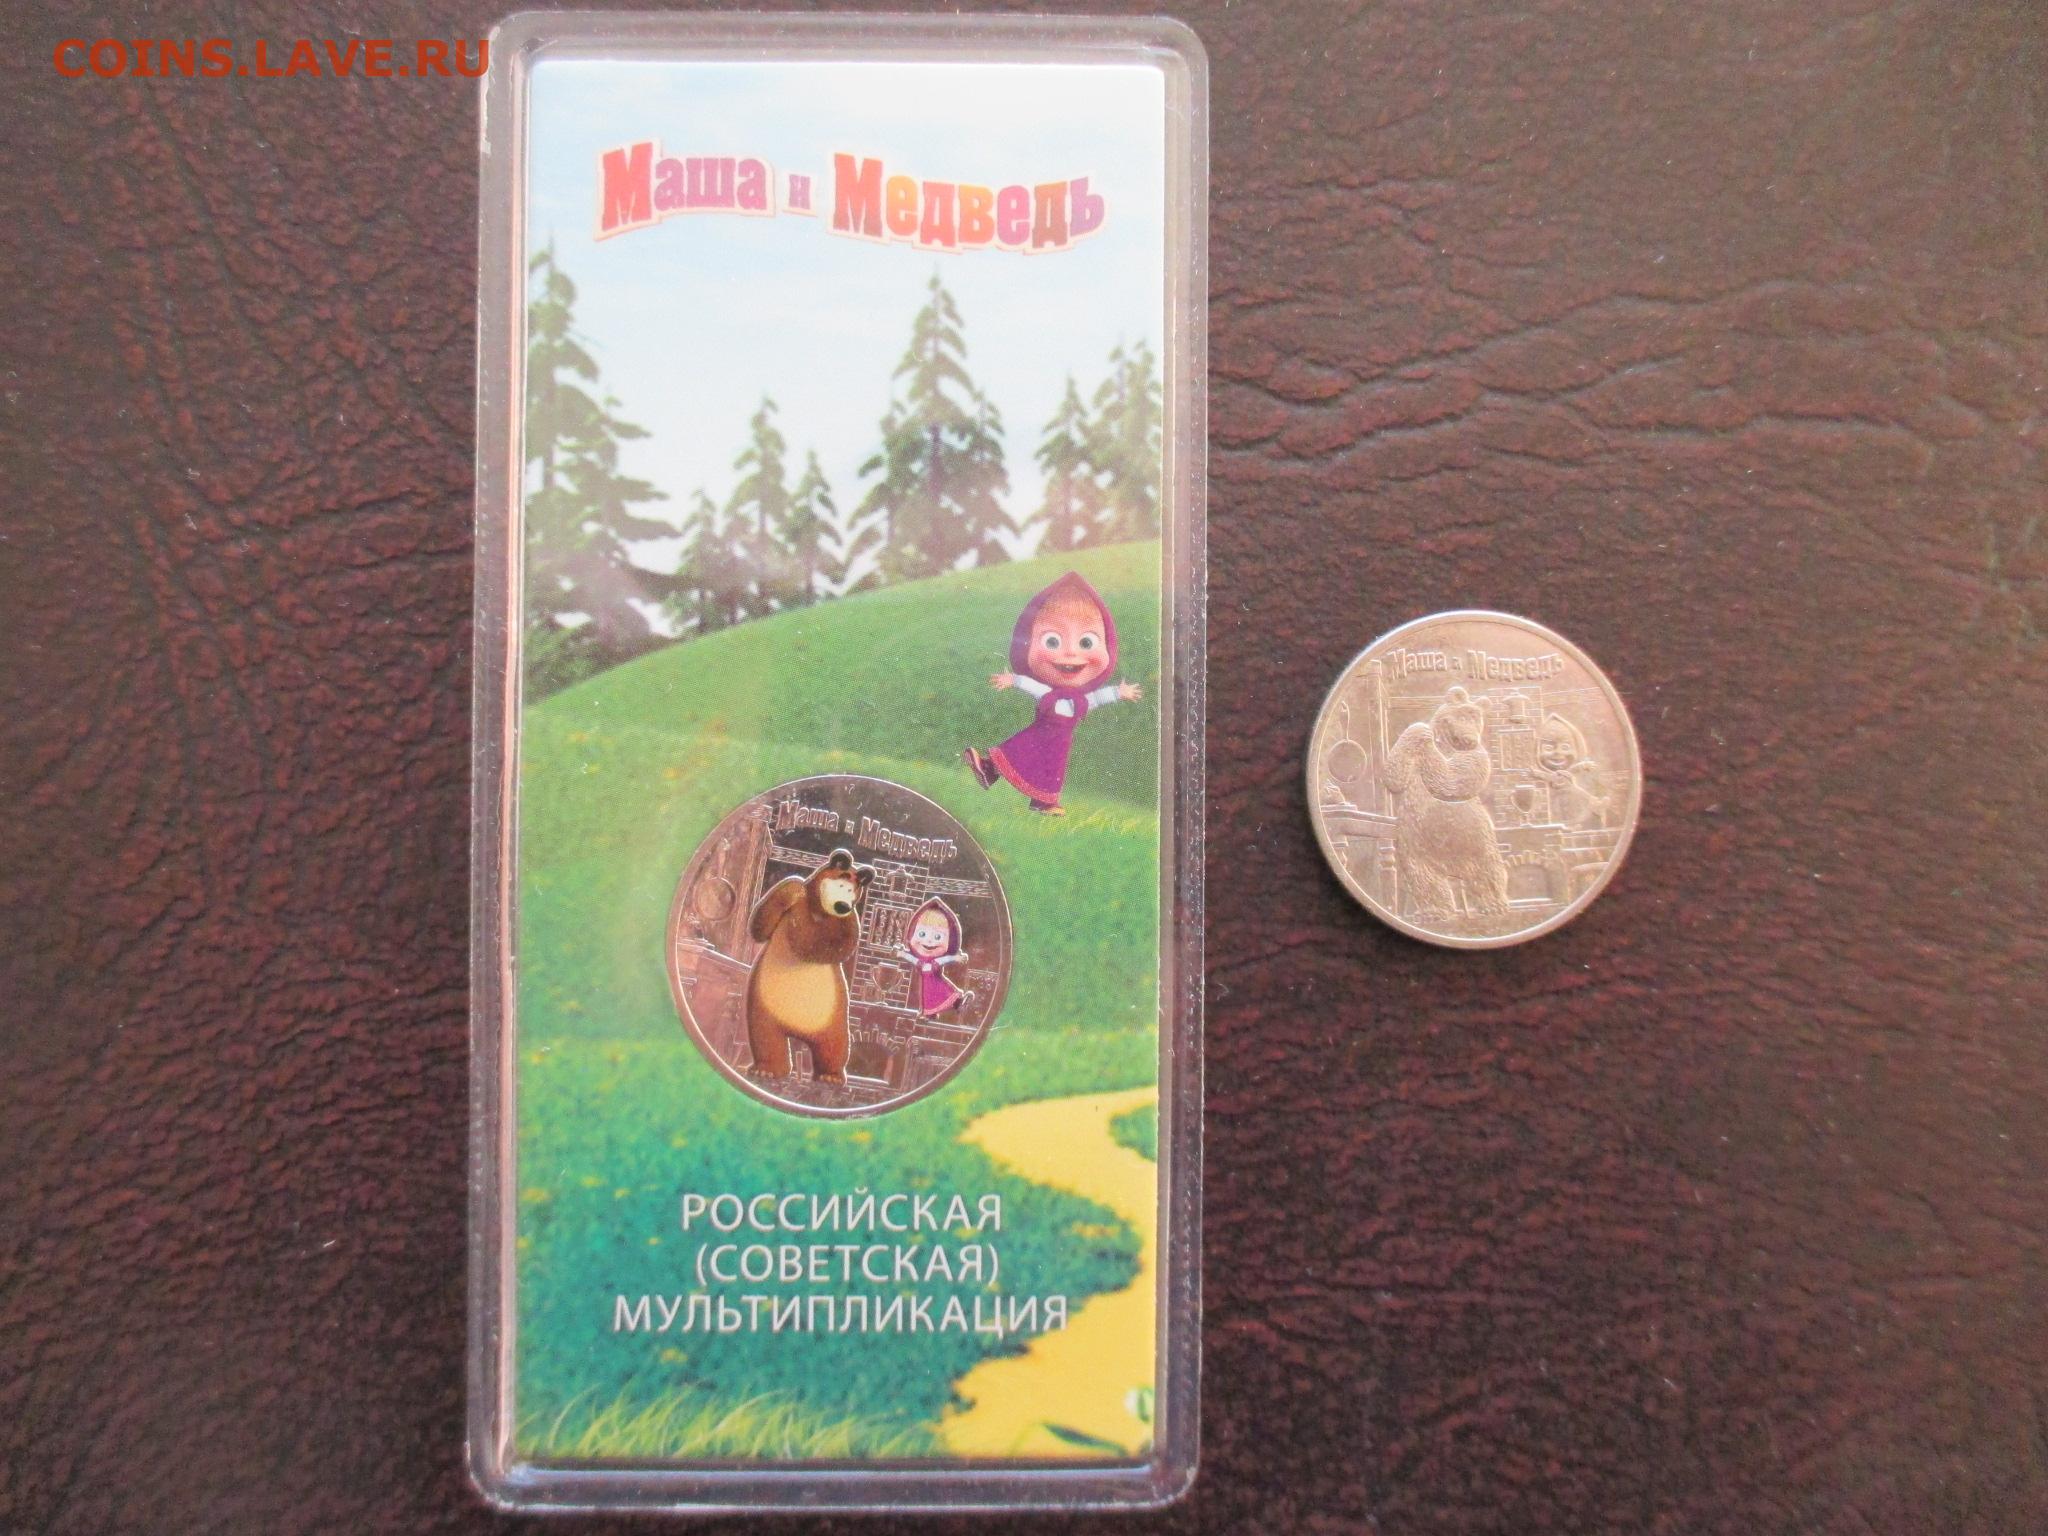 COINS.LAVE.RU
Маша и Медведь
Маша и Медведь
Маша и Медведь
РОССИЙСКАЯ
(СОВЕТСКАЯ)
МУЛЬТИПЛИКАЦИЯ